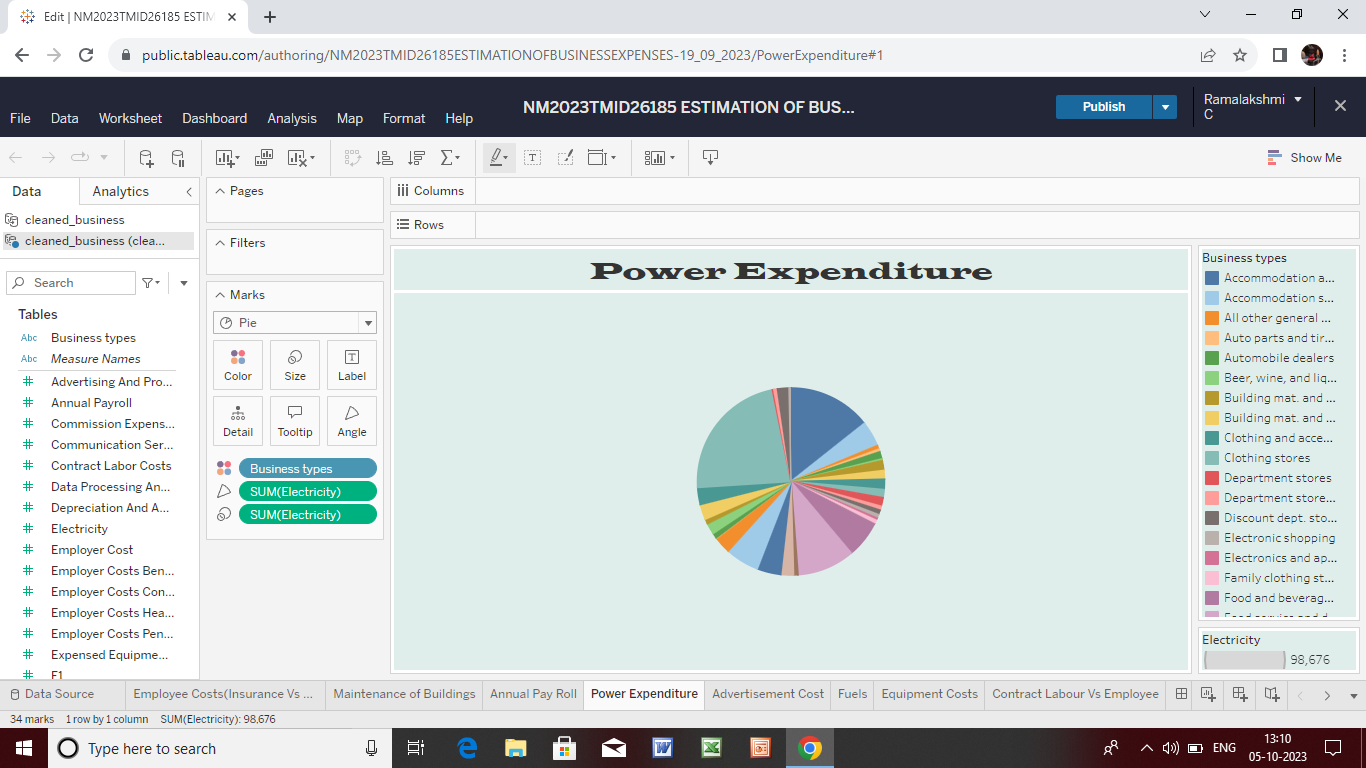 Edit | NM2023TMID26185 ESTIM
public.tableau.com/authoring/NM2023TMID26185ESTIMATIONOFBUSINESSEXPENSES-19_09_2023/PowerExpenditure#1
NM2023TMID26185 ESTIMATION OF BUS...
Publish
Ramalakshmi C
File Data Worksheet Dashboard Analysis Map Format Help
Show Me
Data Analytics
cleaned_business
cleaned_business (clea...
Search
Tables
Abc Business types
Abc Measure Names
Advertising And Pro...
Annual Payroll
Commission Expens...
Communication Ser...
Contract Labor Costs
Data Processing An...
Depreciation And A...
Electricity
Employer Cost
Employer Costs Ben...
Employer Costs Con...
Employer Costs Hea...
Employer Costs Pen...
Expensed Equipme...
F1
Pages
Filters
Marks
Pie
Color Size Label
Detail Tooltip Angle
Business types
SUM(Electricity)
SUM(Electricity)
Columns
Rows
Power Expenditure
Business types
Accommodation a...
Accommodation s...
All other general ...
Auto parts and tir...
Automobile dealers
Beer, wine, and liq...
Building mat. and ...
Building mat. and ...
Clothing and acce...
Clothing stores
Department stores
Department store...
Discount dept. sto...
Electronic shopping
Electronics and ap...
Family clothing st...
Food and beverag...
Food service and d...
Electricity
98,676
Data Source Employee Costs(Insurance Vs ... Maintenance of Buildings Annual Pay Roll Power Expenditure Advertisement Cost Fuels Equipment Costs Contract Labour Vs Employee
34 marks 1 row by 1 column SUM(Electricity): 98,676
Type here to search
ENG
13:10
05-10-2023